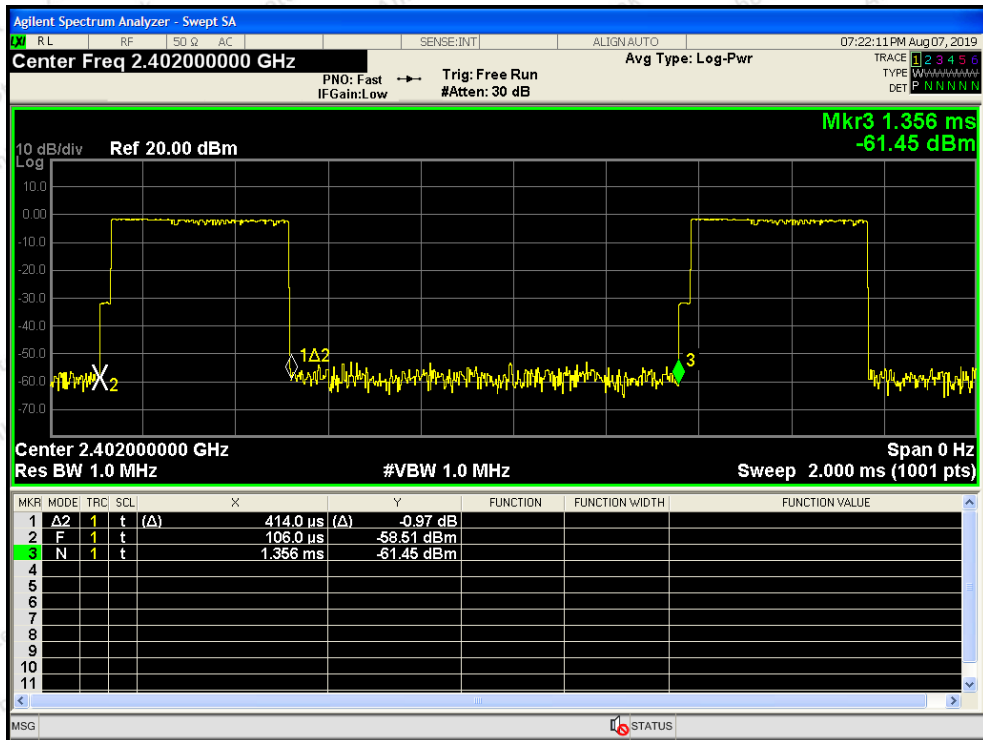 Agilent Spectrum Analyzer - Swept SA
LXI RL RF 50 Ω AC SENSE:INT ALIGN AUTO 07:22:11 PM Aug 07, 2019
Center Freq 2.402000000 GHz Avg Type: Log-Pwr TRACE 1 2 3 4 5 6
PNO: Fast Trig: Free Run TYPE WWWWWW
IFGain:Low #Atten: 30 dB DET P N N N N N
Mkr3 1.356 ms
10 dB/div Ref 20.00 dBm -61.45 dBm
Log
10.0
0.00
-10.0
-20.0
-30.0
-40.0
-50.0
1Δ2
3
-60.0
2
-70.0
Center 2.402000000 GHz Span 0 Hz
Res BW 1.0 MHz #VBW 1.0 MHz Sweep 2.000 ms (1001 pts)
MKR MODE TRC SCL X Y FUNCTION FUNCTION WIDTH FUNCTION VALUE
1 Δ2 1 t (Δ) 414.0 µs (Δ) -0.97 dB
2 F 1 t 106.0 µs -58.51 dBm
3 N 1 t 1.356 ms -61.45 dBm
4
5
6
7
8
9
10
11
MSG STATUS